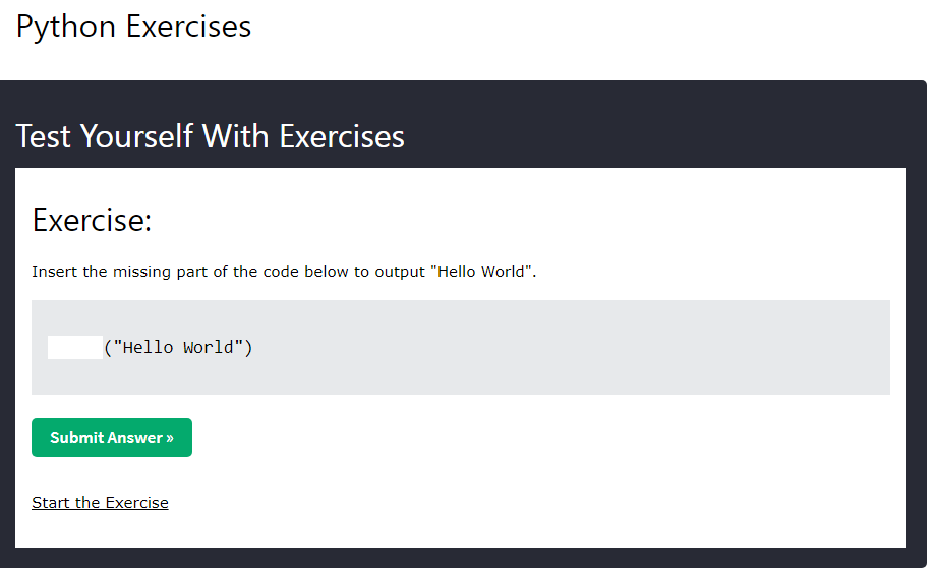 Python Exercises
Test Yourself With Exercises
Exercise:
Insert the missing part of the code below to output "Hello World".
("Hello World")
Submit Answer »
Start the Exercise